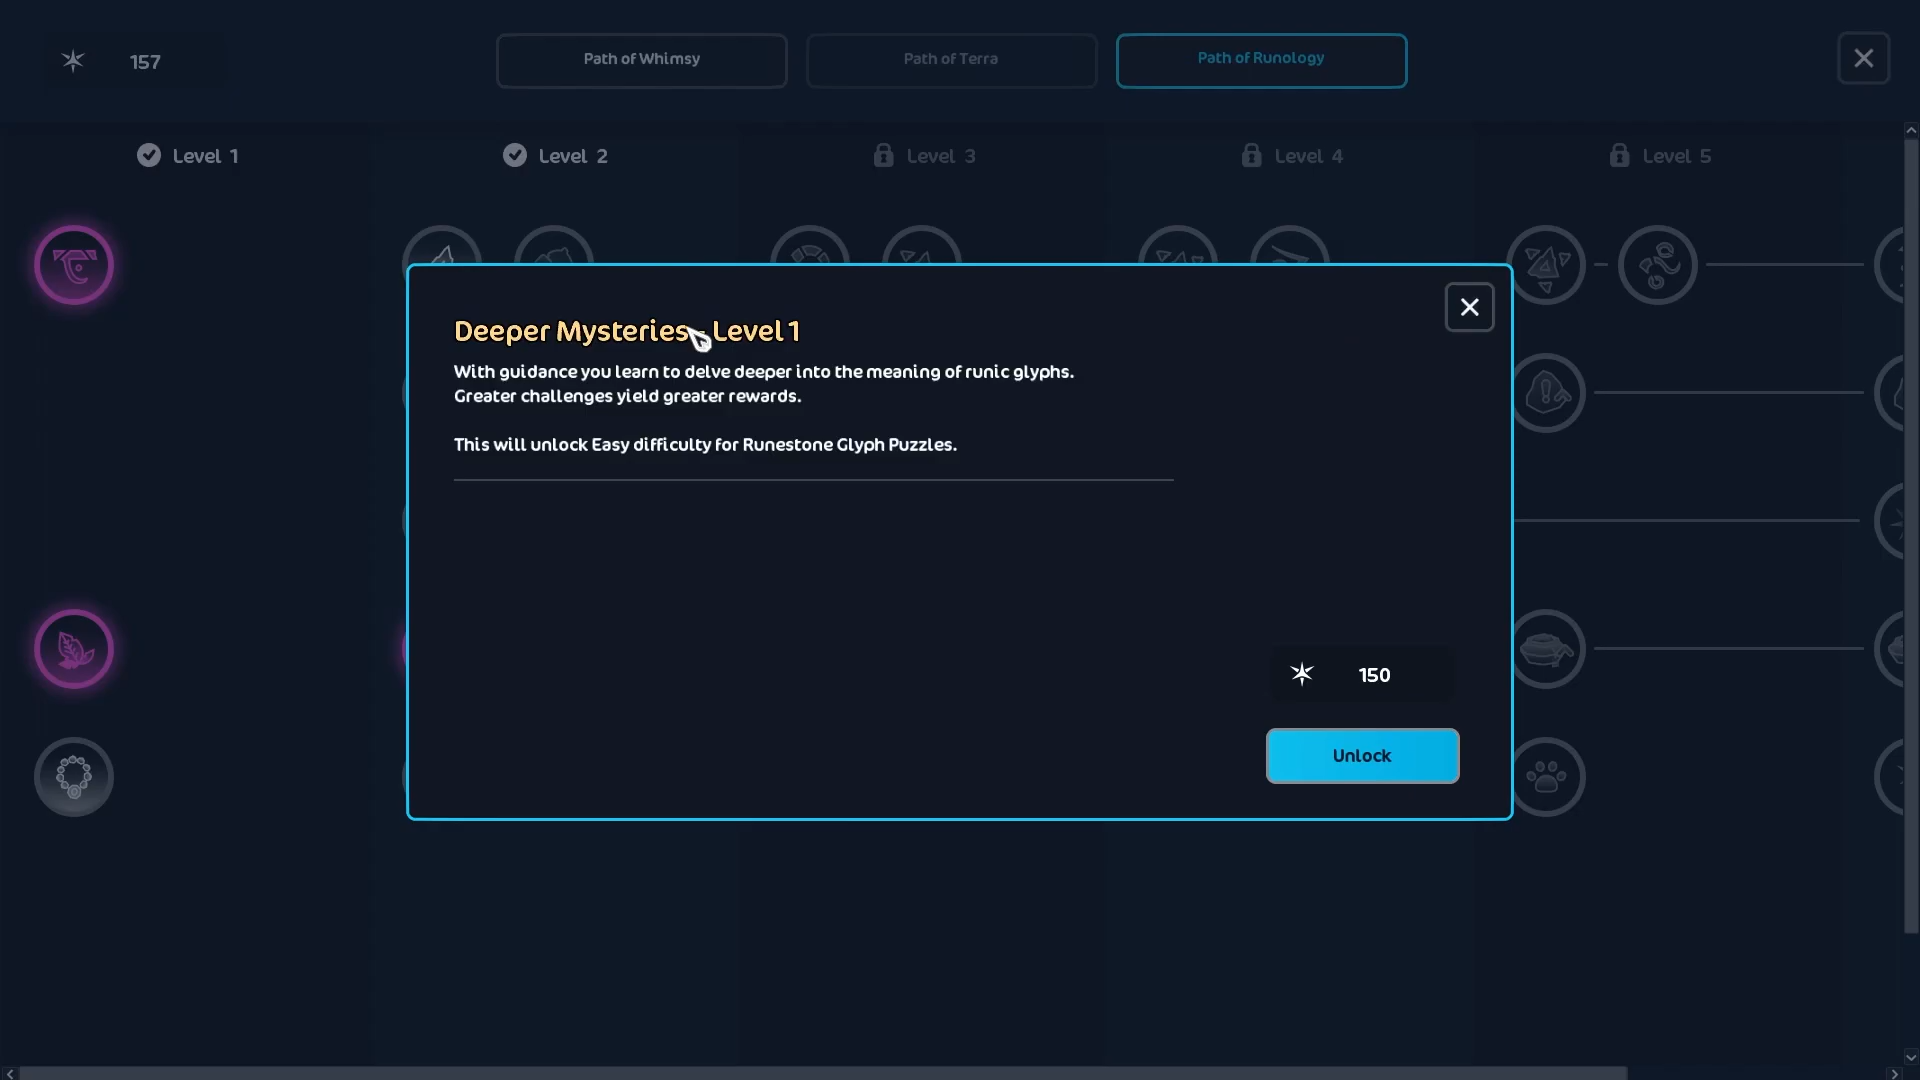 157
Path of Whimsy
Path of Terra
Path of Runology
Level 1
Level 2
Level 3
Level 4
Level 5
Deeper Mysteries - Level 1
With guidance you learn to delve deeper into the meaning of runic glyphs.
Greater challenges yield greater rewards.
This will unlock Easy difficulty for Runestone Glyph Puzzles.
150
Unlock